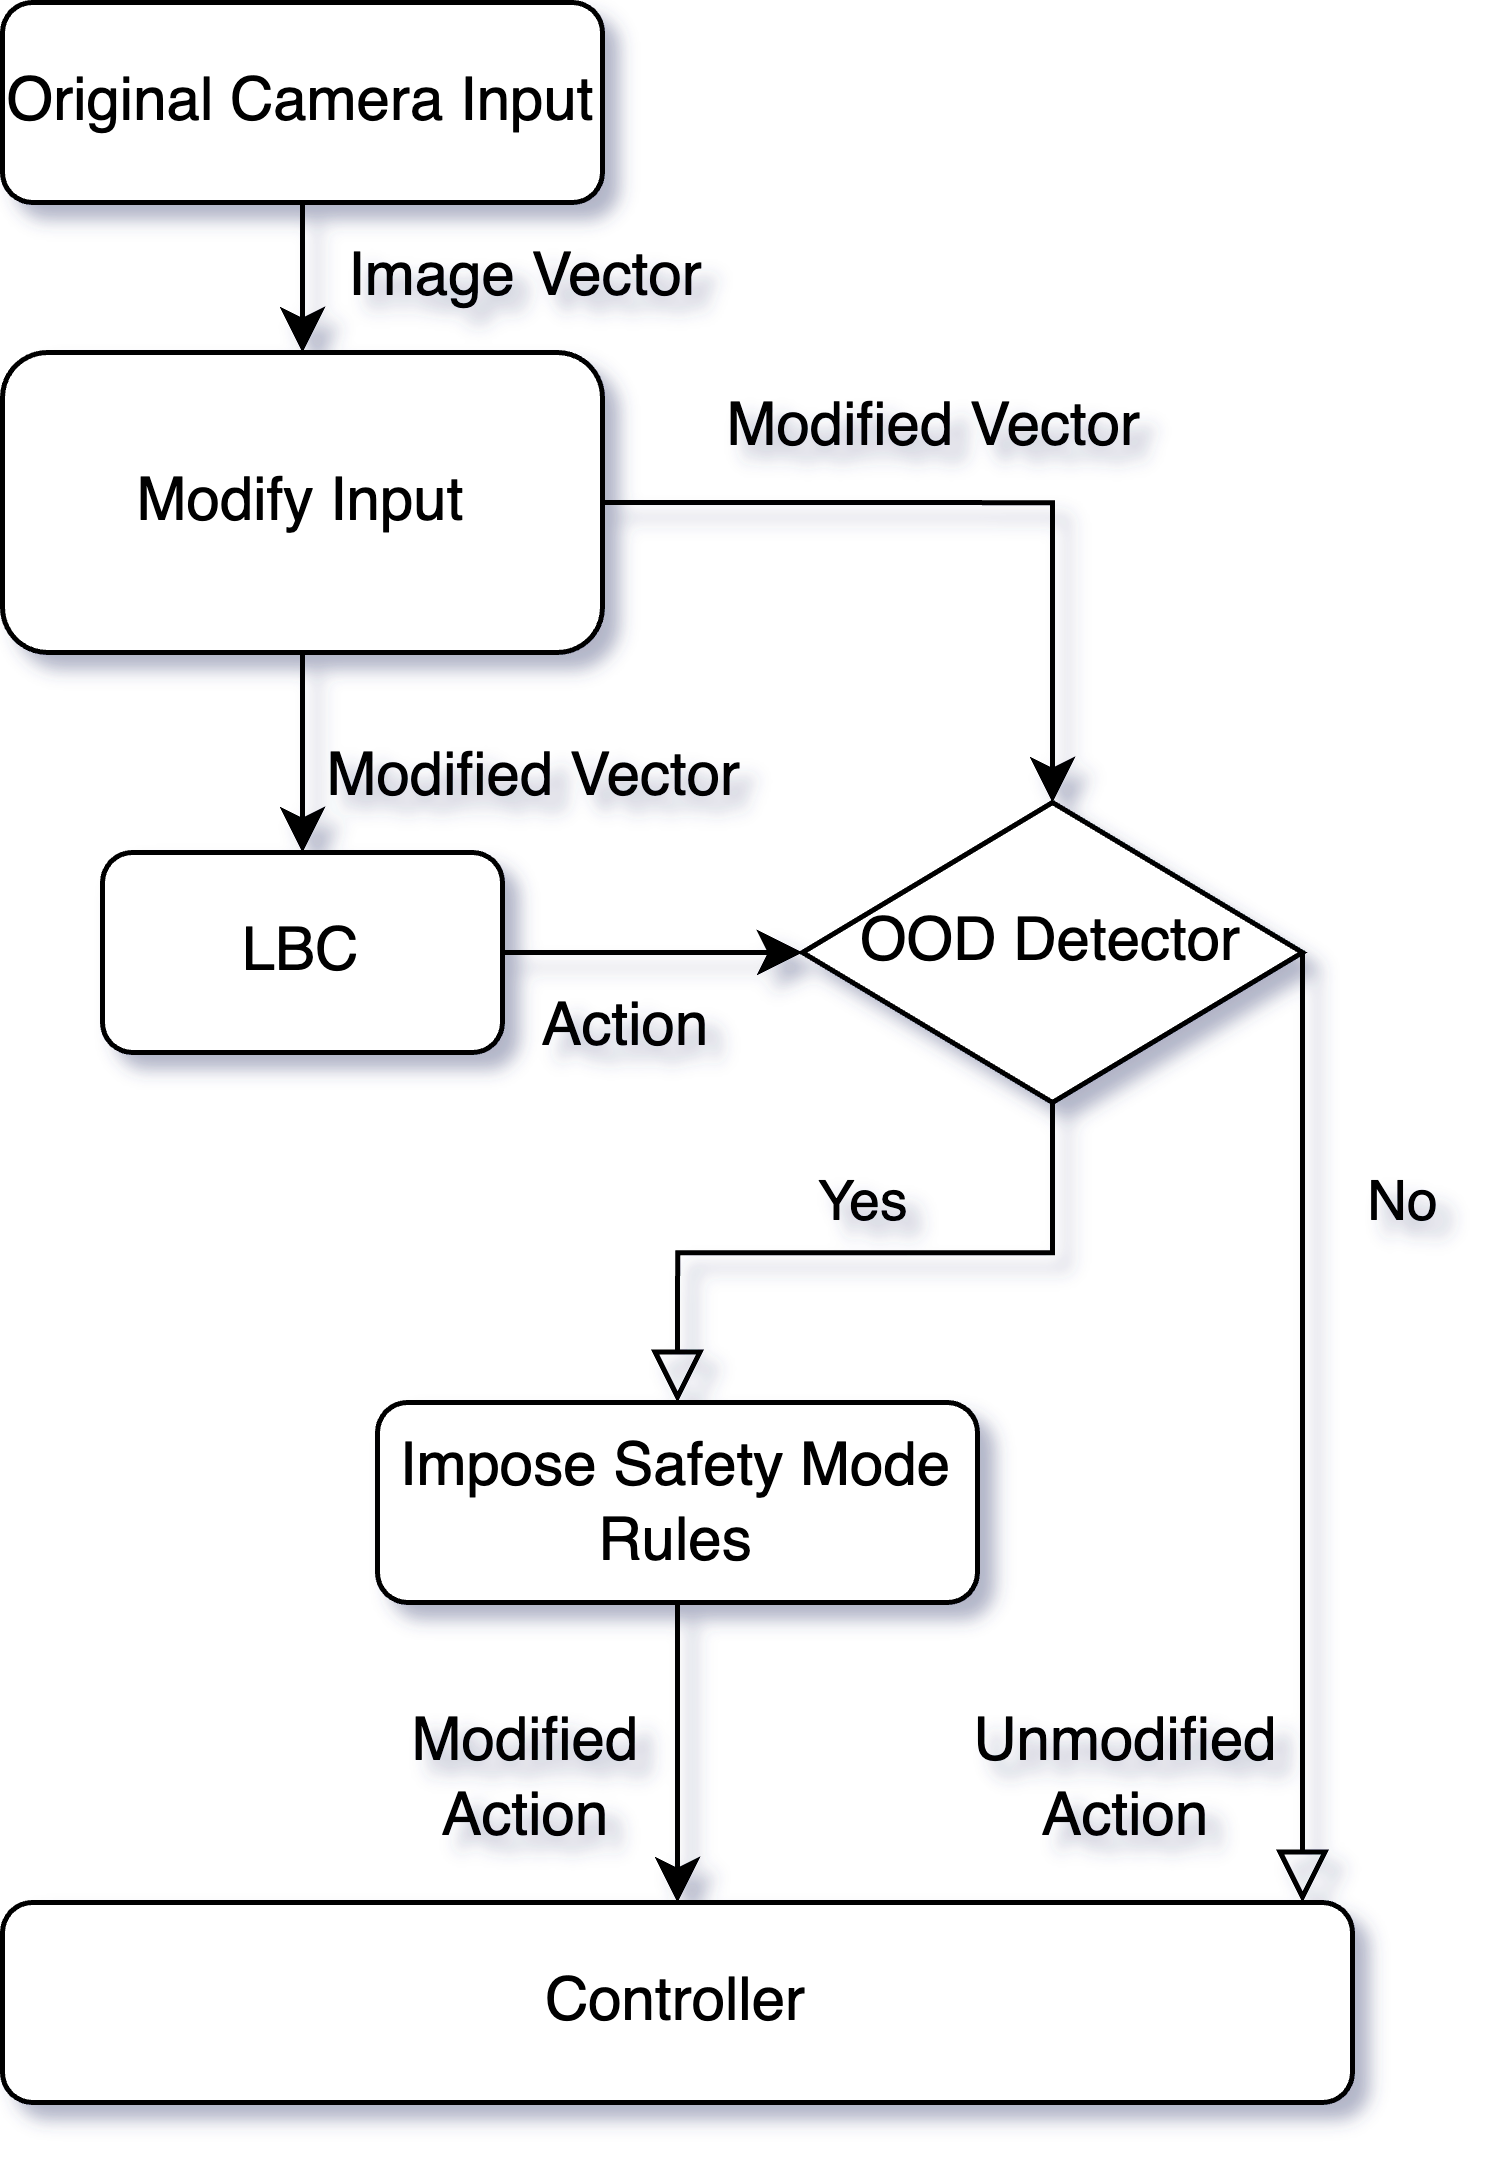 Original Camera Input
Image Vector
Modified Vector
Modify Input
Modified Vector
LBC
OOD Detector
Action
Yes
No
Impose Safety Mode
Rules
Modified
Action
Unmodified
Action
Controller